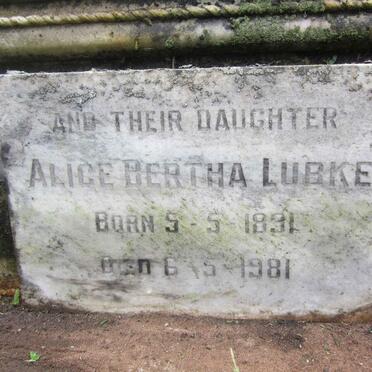 AND THEIR DAUGHTER
ALICE BERTHA LUBKE
BORN 5 - 5 - 1891
DIED 6 - 5 - 1981